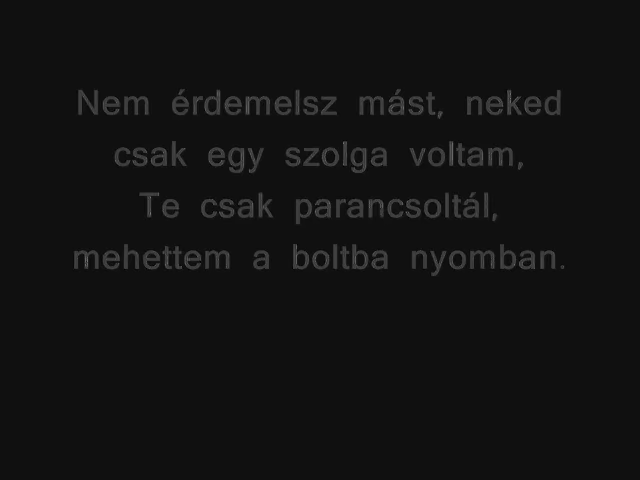 Nem érdemelsz mást, neked
csak egy szolga voltam,
Te csak parancsoltál,
mehettem a boltba nyomban.